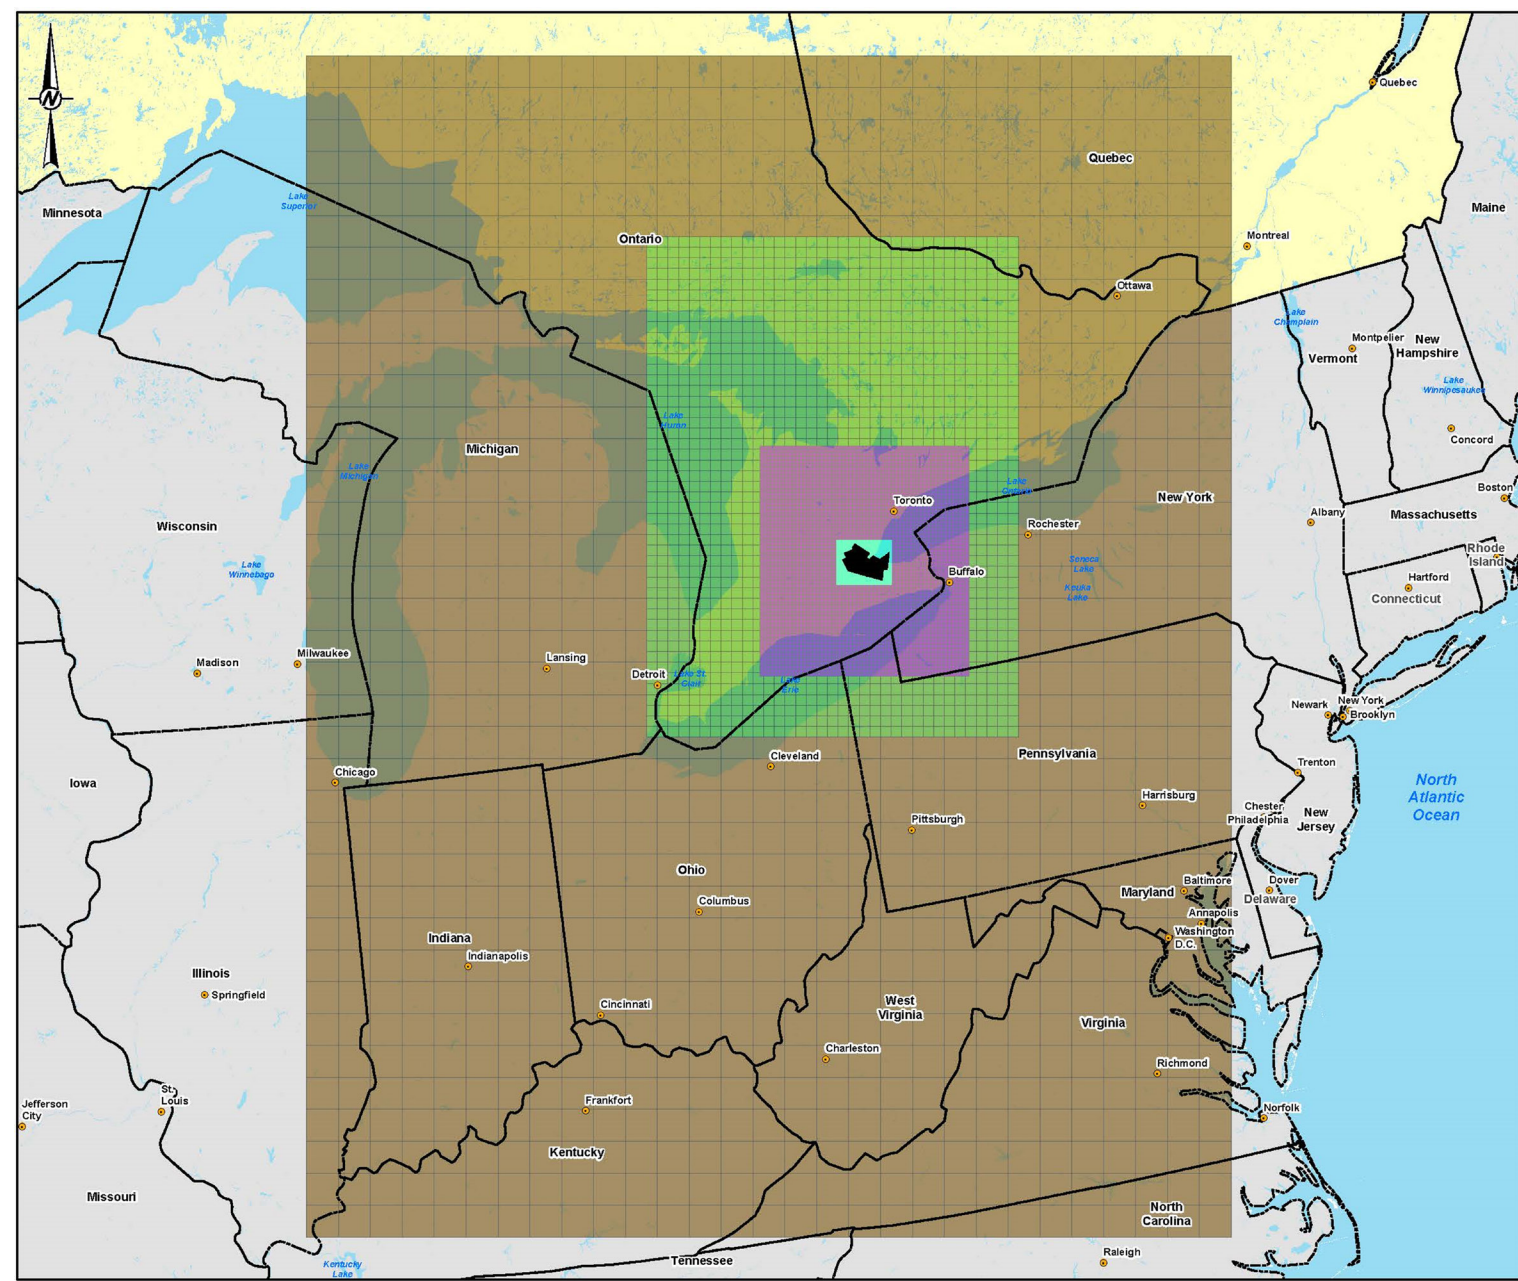 N
Quebec
Quebec
Lake
Superior
Minnesota
Maine
Ontario
Montreal
Ottawa
Lake
Champlain
Montpelier
New
Hampshire
Vermont
Lake
Winnipesaukee
Lake
Huron
Concord
Michigan
Lake
Michigan
Lake
Ontario
New York
Boston
Toronto
Albany
Massachusetts
Wisconsin
Rochester
Rhode
Island
Lake
Winnebago
Seneca
Lake
Buffalo
Hartford
Keuka
Lake
Connecticut
Milwaukee
Lansing
Madison
Detroit
Lake St.
Clair
Lake
Erie
New York
Newark
Brooklyn
Cleveland
Pennsylvania
Trenton
Chicago
Iowa
North
Atlantic
Ocean
Harrisburg
Chester
Philadelphia
New
Jersey
Pittsburgh
Ohio
Baltimore
Dover
Maryland
Columbus
Delaware
Annapolis
Washington
D.C.
Indiana
Indianapolis
Illinois
Springfield
Cincinnati
West
Virginia
Virginia
Charleston
Richmond
St.
Louis
Jefferson
City
Frankfort
Norfolk
Kentucky
Missouri
North
Carolina
Raleigh
Tennessee
Kentucky
Lake